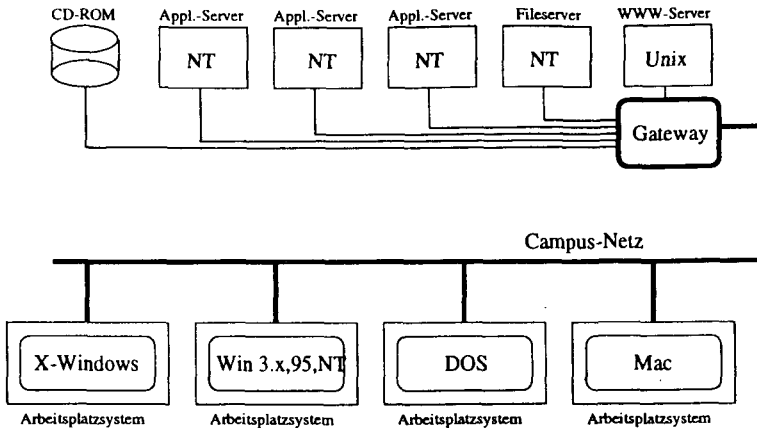 CD-ROM
Appl.-Server
Appl.-Server
Appl.-Server
Fileserver
WWW-Server
NT
NT
NT
NT
Unix
Gateway
Campus-Netz
X-Windows
Win 3.x,95,NT
DOS
Mac
Arbeitsplatzsystem
Arbeitsplatzsystem
Arbeitsplatzsystem
Arbeitsplatzsystem